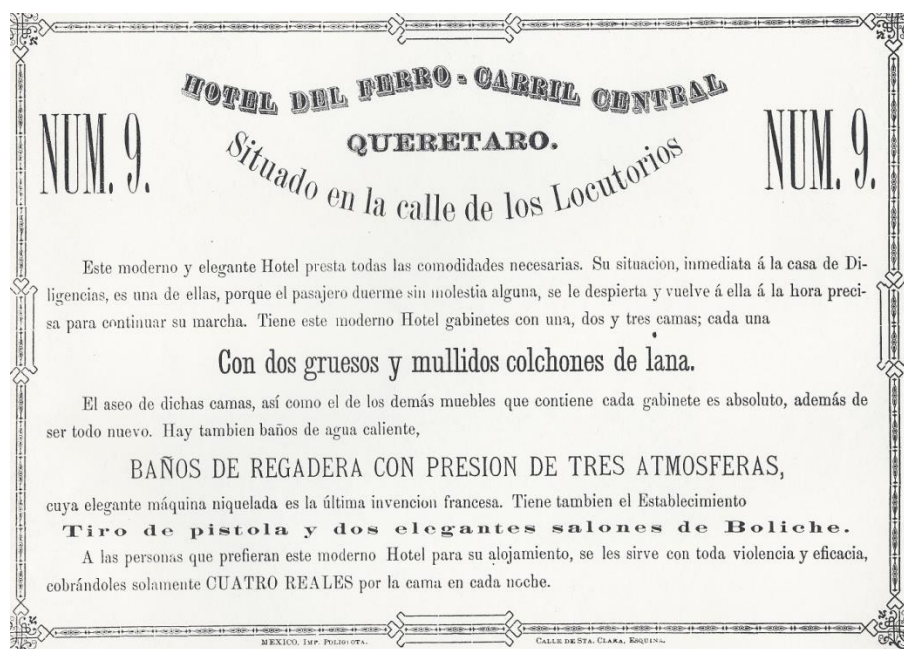 HOTEL DEL FERRO-CARRIL CENTRAL
QUERETARO.
NUM. 9.
NUM. 9.
Situado en la calle de los Locutorios
Este moderno y elegante Hotel presta todas las comodidades necesarias. Su situacion, inmediata á la casa de Di-
ligencias, es una de ellas, porque el pasajero duerme sin molestia alguna, se le despierta y vuelve á ella á la hora preci-
sa para continuar su marcha. Tiene este moderno Hotel gabinetes con una, dos y tres camas; cada una
Con dos gruesos y mullidos colchones de lana.
El aseo de dichas camas, así como el de los demás muebles que contiene cada gabinete es absoluto, además de
ser todo nuevo. Hay tambien baños de agua caliente,
BAÑOS DE REGADERA CON PRESION DE TRES ATMOSFERAS,
cuya elegante máquina niquelada es la última invencion francesa. Tiene tambien el Establecimiento
Tiro de pistola y dos elegantes salones de Boliche.
A las personas que prefieran este moderno Hotel para su alojamiento, se les sirve con toda violencia y eficacia,
cobrándoles solamente CUATRO REALES por la cama en cada noche.
MEXICO, IMP. POLIGLOTA. CALLE DE STA. CLARA, ESQUINA.